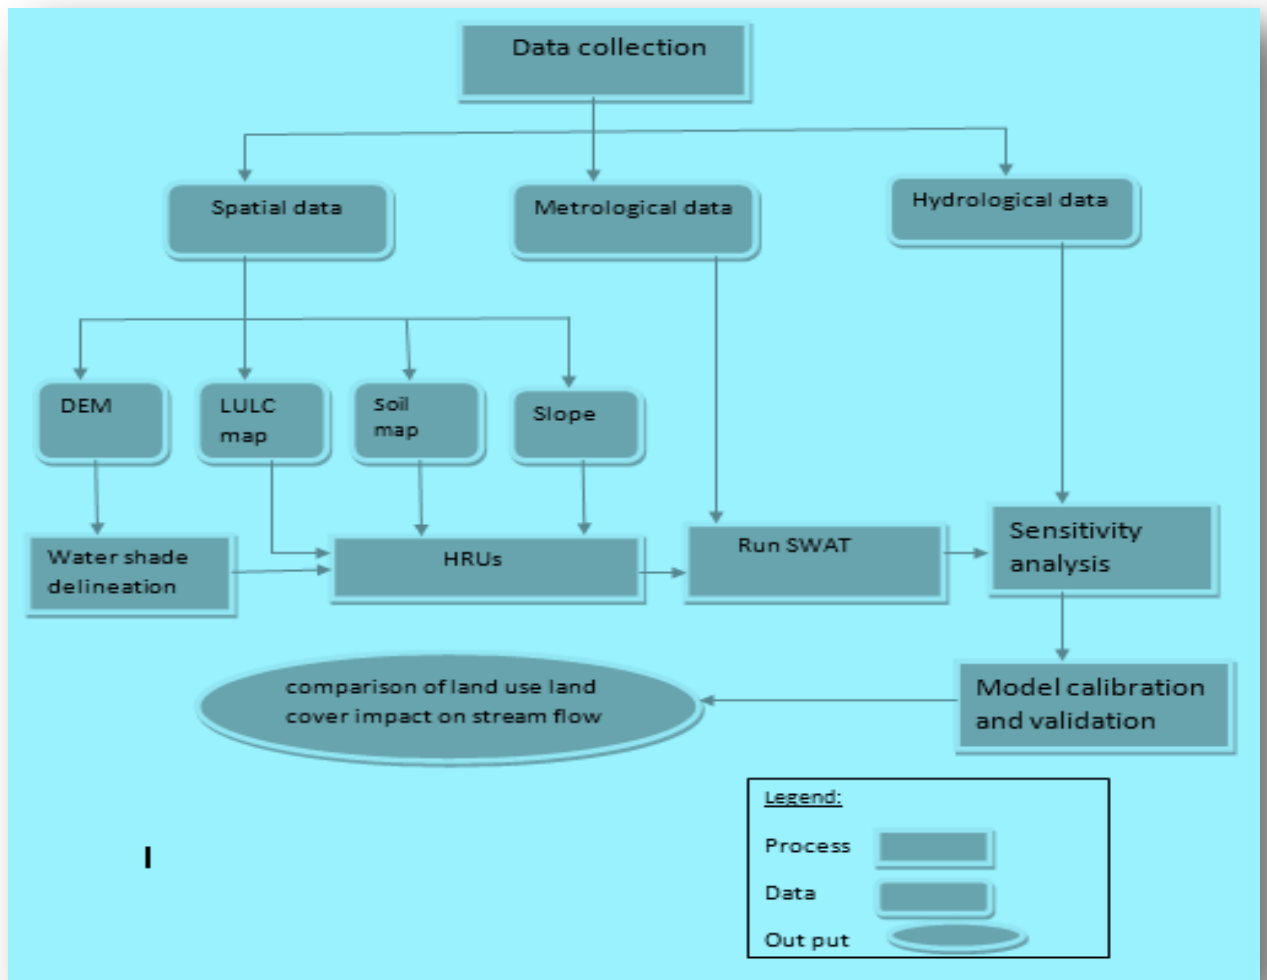 Data collection
Spatial data
Metrological data
Hydrological data
DEM
LULC
map
Soil
map
Slope
Water shade
delineation
HRUs
Run SWAT
Sensitivity
analysis
comparison of land use land
cover impact on stream flow
Model calibration
and validation
Legend:
Process
Data
Out put
I